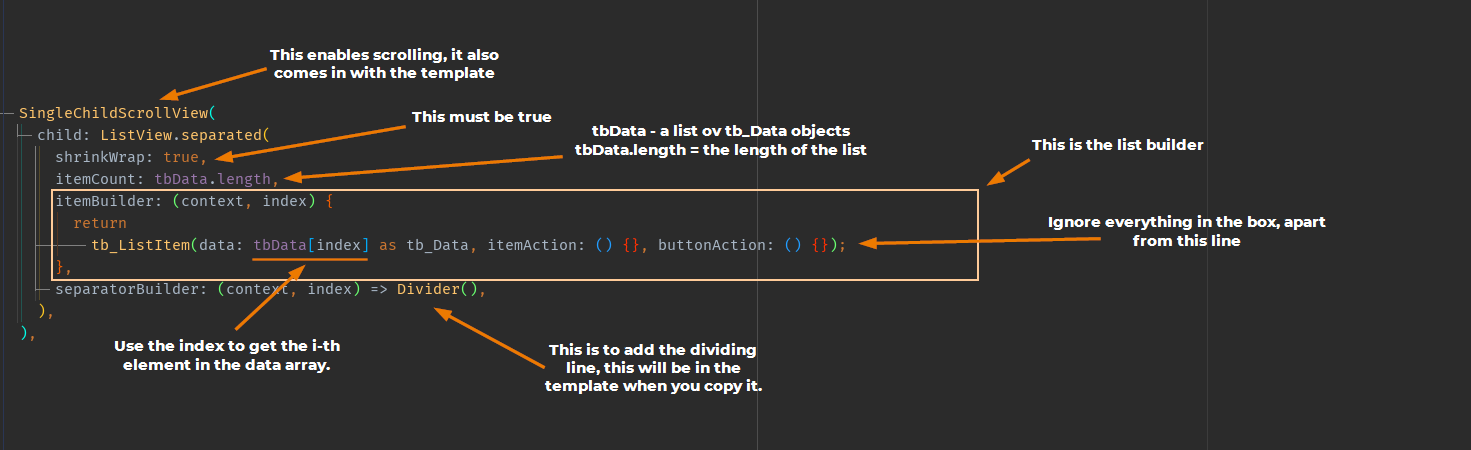 This enables scrolling, it also
comes in with the template
SingleChildScrollView(
child: ListView.separated(
This must be true
shrinkWrap: true,
tbData - a list ov tb_Data objects
tbData.length = the length of the list
itemCount: tbData.length,
This is the list builder
itemBuilder: (context, index) {
return
tb_ListItem(data: tbData[index] as tb_Data, itemAction: () {}, buttonAction: () {});
Ignore everything in the box, apart
from this line
},
separatorBuilder: (context, index) => Divider(),
),
),
Use the index to get the i-th
element in the data array.
This is to add the dividing
line, this will be in the
template when you copy it.